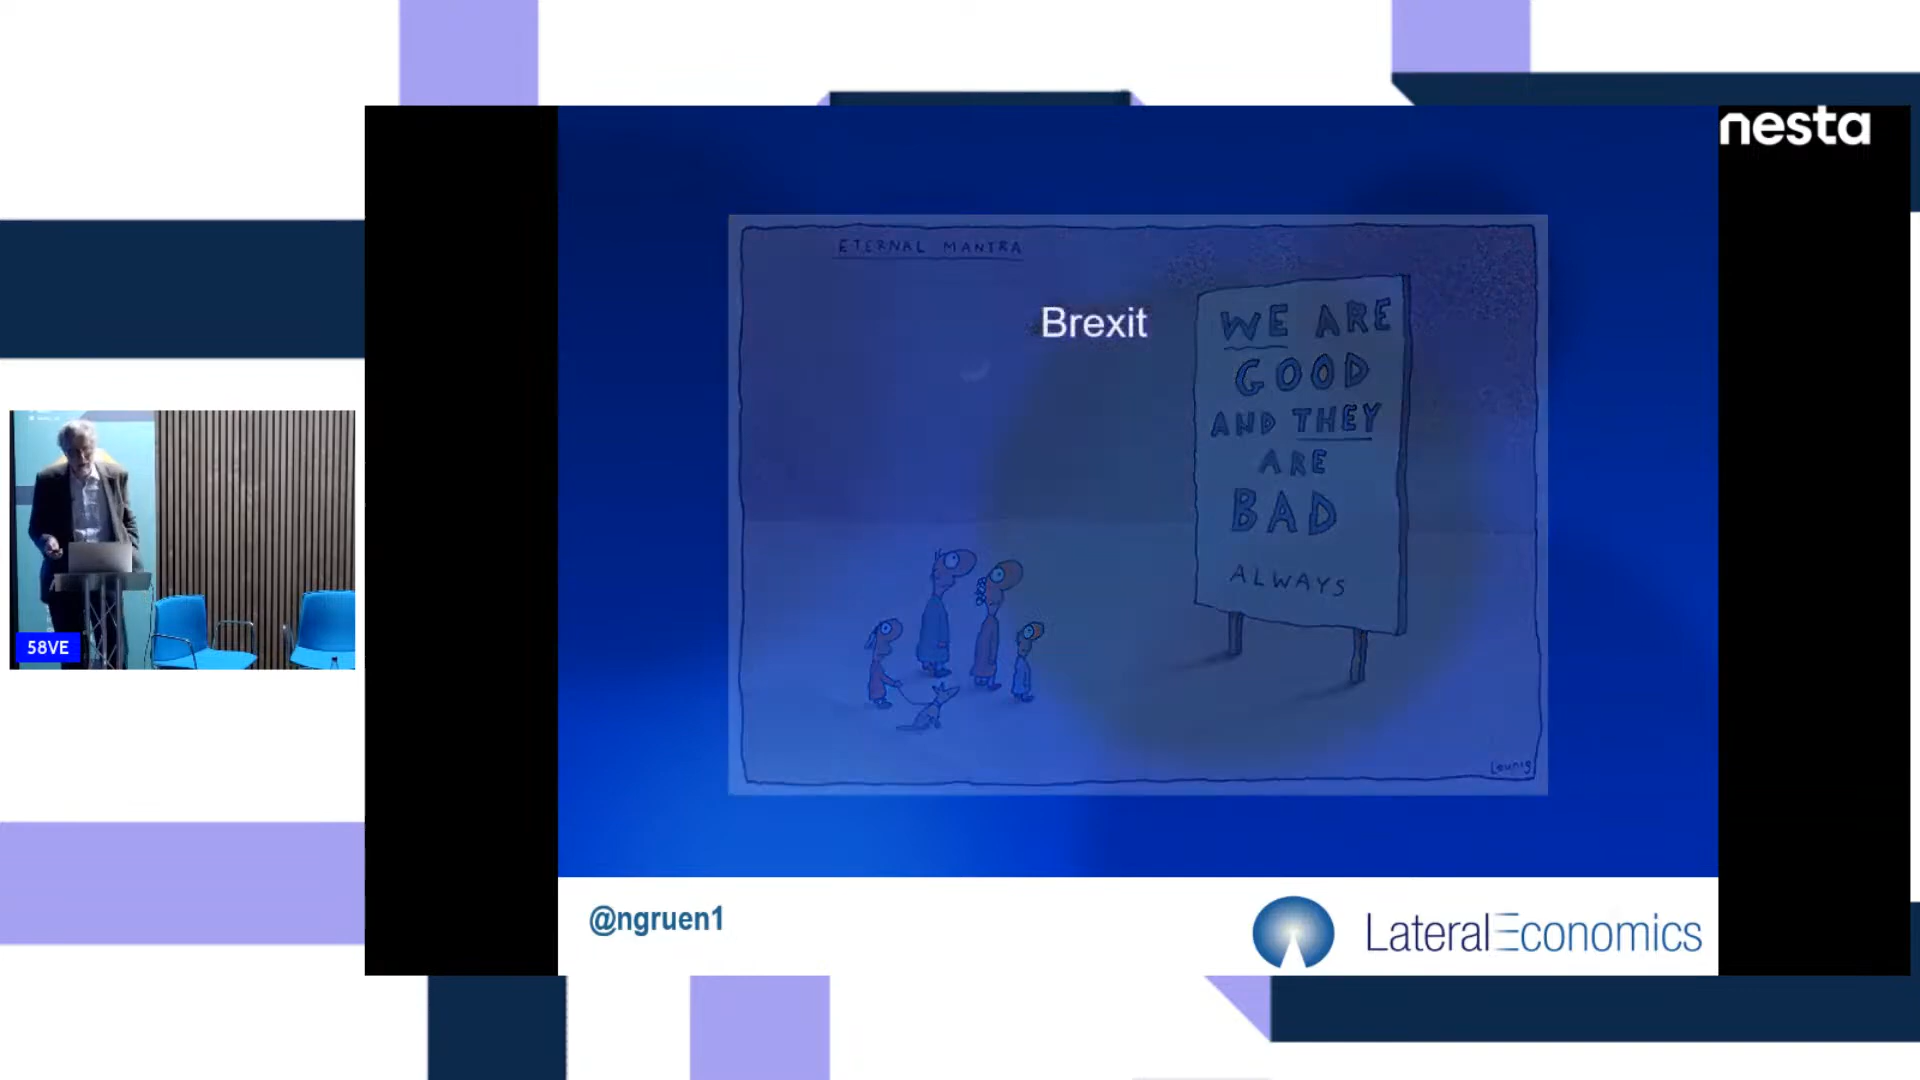 nesta
ETERNAL MANTRA
Brexit
WE ARE
GOOD
AND THEY
ARE
BAD
ALWAYS
Leunig
58VE
@ngruen1
LateralEconomics